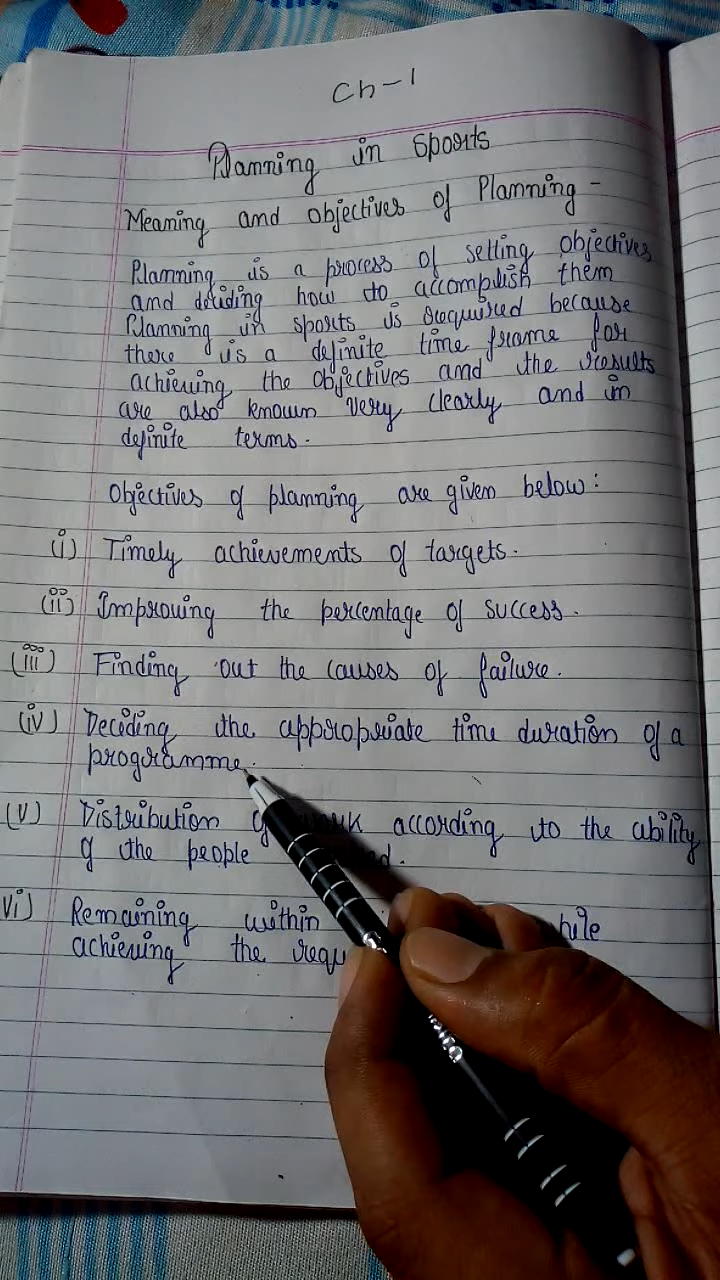 Ch-1
Planning in Sports
Meaning and objectives of Planning -
Planning is a process of setting objectives
and deciding how to accomplish them
Planning in sports is required because
there is a definite time frame for
achieving the objectives and the results
are also known very clearly and in
definite terms.
Objectives of planning are given below:
(i) Timely achievements of targets.
(ii) Improving the percentage of success.
(iii) Finding out the causes of failure.
(iv) Deciding the appropriate time duration of a
programme.
(v) Distribution of work according to the ability
of the people
vi) Remaining within
achieving the